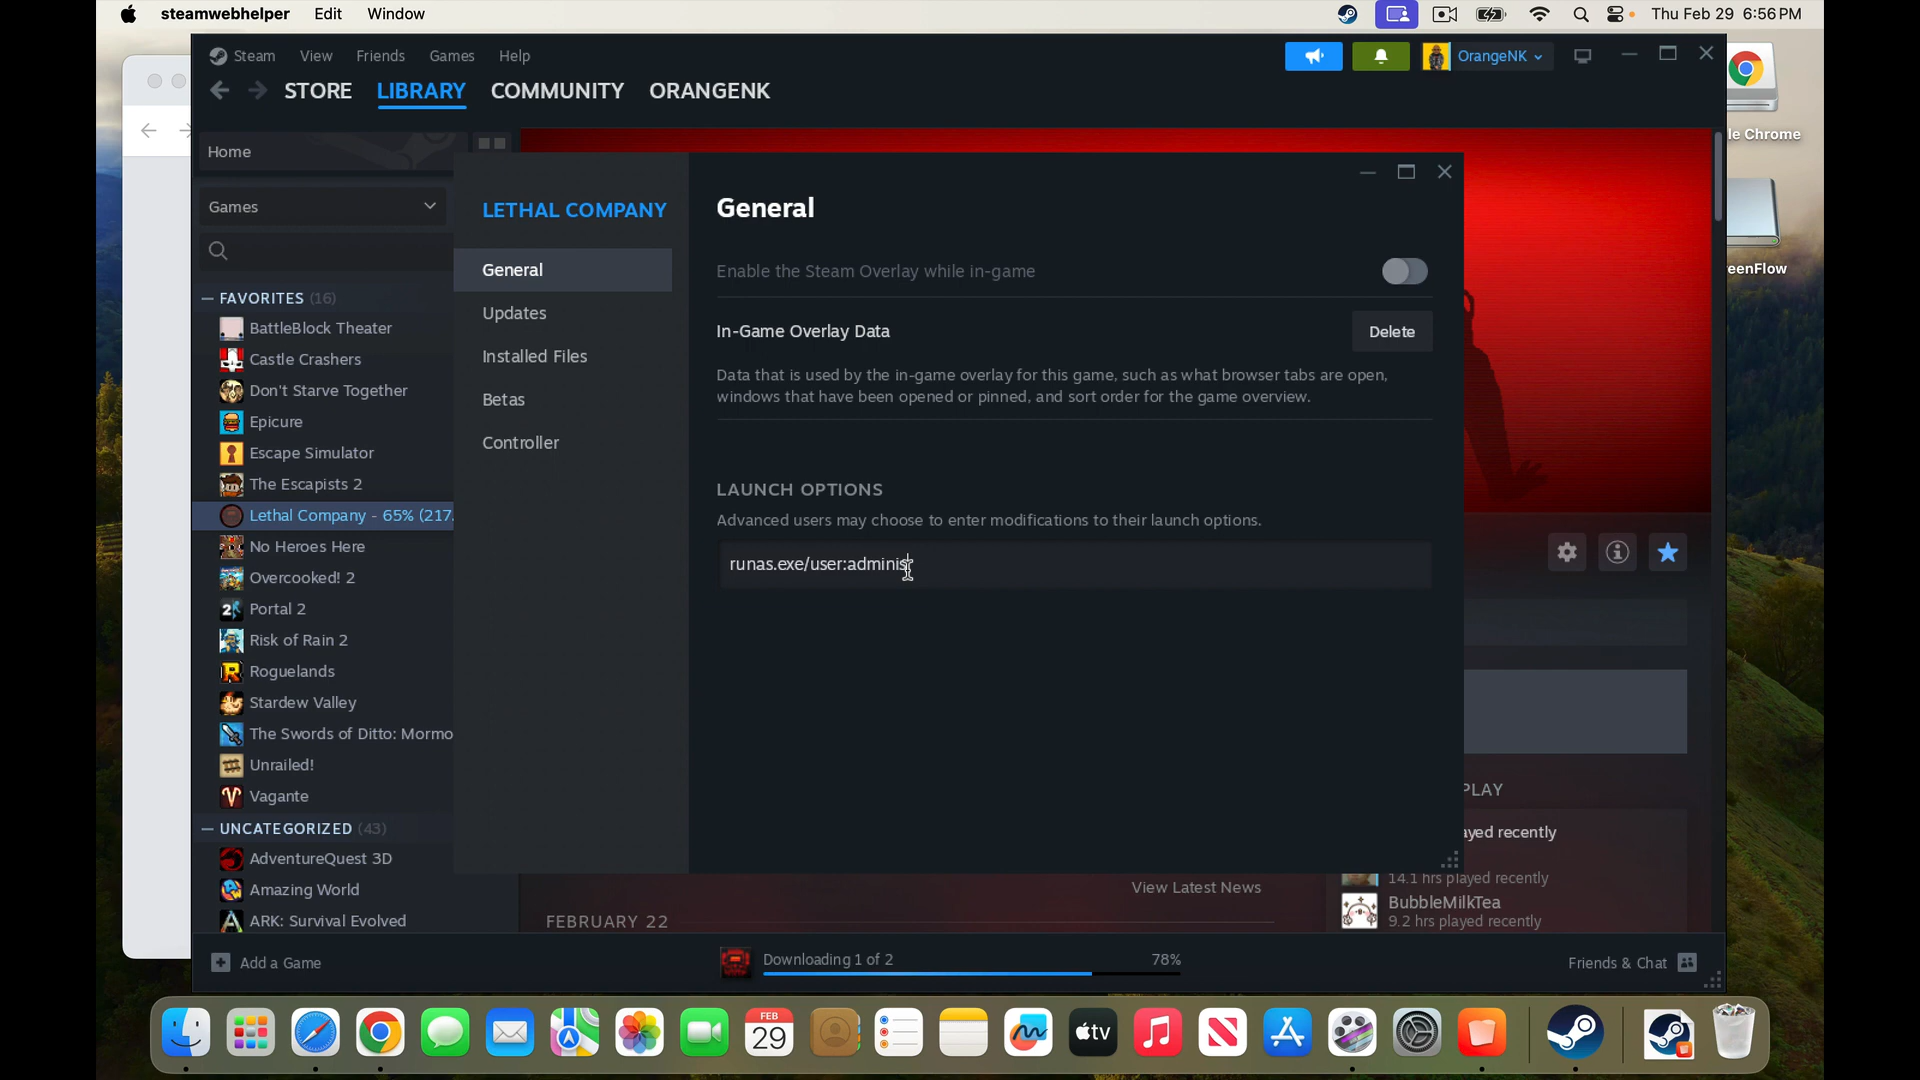 steamwebhelper Edit Window
Thu Feb 29 6:56 PM
Steam View Friends Games Help
OrangeNK
STORE LIBRARY COMMUNITY ORANGENK
le Chrome
Home
Games
LETHAL COMPANY
General
General
Updates
Installed Files
Betas
Controller
Enable the Steam Overlay while in-game
In-Game Overlay Data
Delete
Data that is used by the in-game overlay for this game, such as what browser tabs are open,
windows that have been opened or pinned, and sort order for the game overview.
LAUNCH OPTIONS
Advanced users may choose to enter modifications to their launch options.
runas.exe/user:adminis
eenFlow
FAVORITES (16)
BattleBlock Theater
Castle Crashers
Don't Starve Together
Epicure
Escape Simulator
The Escapists 2
Lethal Company - 65% (217.
No Heroes Here
Overcooked! 2
Portal 2
Risk of Rain 2
Roguelands
Stardew Valley
The Swords of Ditto: Mormo
Unrailed!
Vagante
UNCATEGORIZED (43)
AdventureQuest 3D
Amazing World
ARK: Survival Evolved
PLAY
ayed recently
14.1 hrs played recently
BubbleMilkTea
9.2 hrs played recently
View Latest News
FEBRUARY 22
Add a Game
Downloading 1 of 2
78%
Friends & Chat
FEB
29
tv